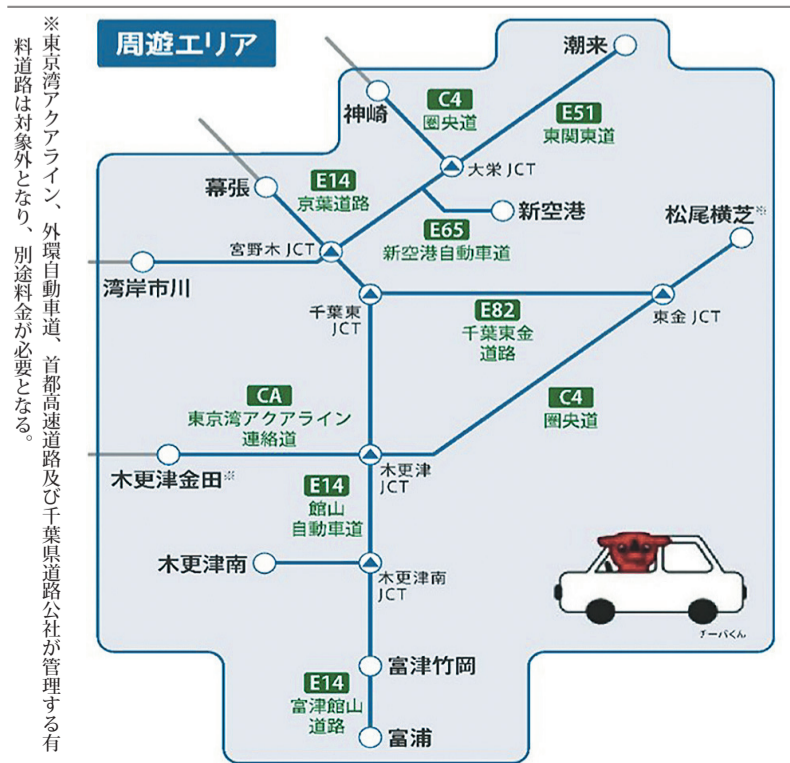 周遊エリア
潮来
神崎
C4
圏央道
E51
東関東道
大栄 JCT
幕張
E14
京葉道路
新空港
松尾横芝※
E65
新空港自動車道
宮野木 JCT
湾岸市川
千葉東
JCT
E82
千葉東金
道路
東金 JCT
CA
東京湾アクアライン
連絡道
C4
圏央道
木更津金田※
木更津
JCT
E14
館山
自動車道
木更津南
木更津南
JCT
チーバくん
富津竹岡
E14
富津館山
道路
富浦
※東京湾アクアライン、外環自動車道、首都高速道路及び千葉県道路公社が管理する有
料道路は対象外となり、別途料金が必要となる。